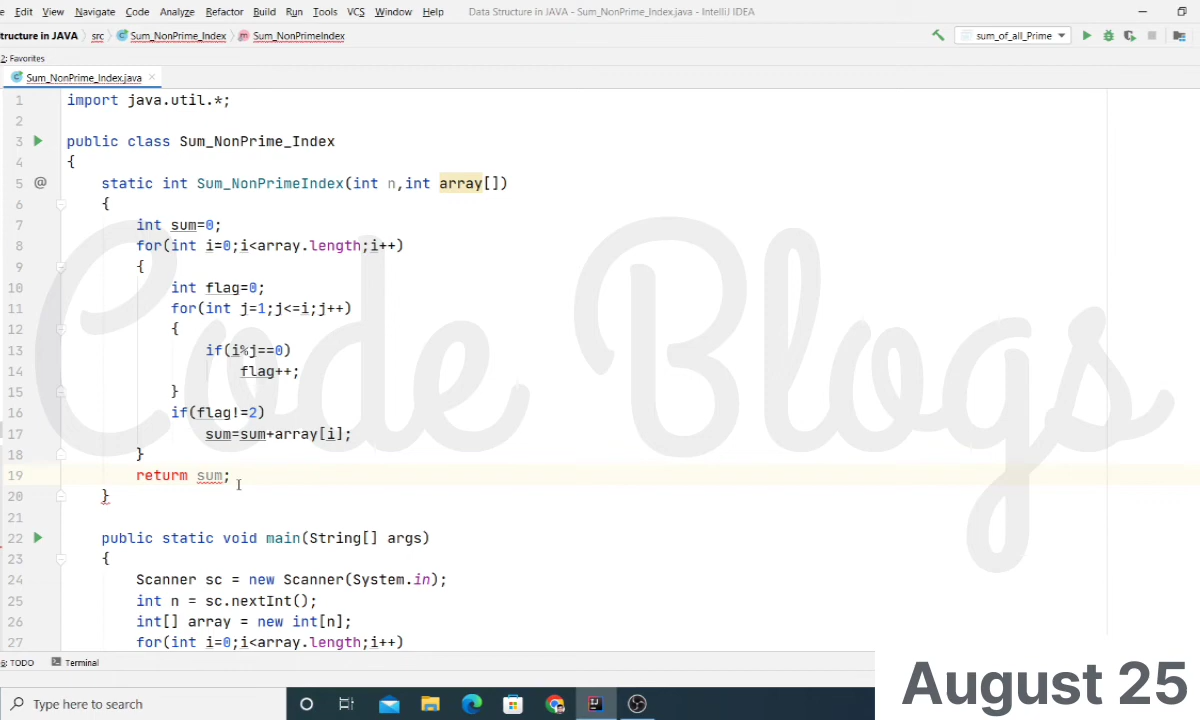 e Edit View Navigate Code Analyze Refactor Build Run Tools VCS Window Help Data Structure in JAVA - Sum_NonPrime_Index.java - IntelliJ IDEA
tructure in JAVA src Sum_NonPrime_Index Sum_NonPrimeIndex sum_of_all_Prime
2: Favorites
Sum_NonPrime_Index.java
1 import java.util.*;
2
3 public class Sum_NonPrime_Index
4 {
5 @ static int Sum_NonPrimeIndex(int n,int array[])
6 {
7 int sum=0;
8 for(int i=0;i<array.length;i++)
9 {
10 int flag=0;
11 for(int j=1;j<=i;j++)
12 {
13 if(i%j==0)
14 flag++;
15 }
16 if(flag!=2)
17 sum=sum+array[i];
18 }
19 returm sum;
20 }
21
22 public static void main(String[] args)
23 {
24 Scanner sc = new Scanner(System.in);
25 int n = sc.nextInt();
26 int[] array = new int[n];
27 for(int i=0;i<array.length;i++)
Code Blogs
6: TODO Terminal
August 25
Type here to search